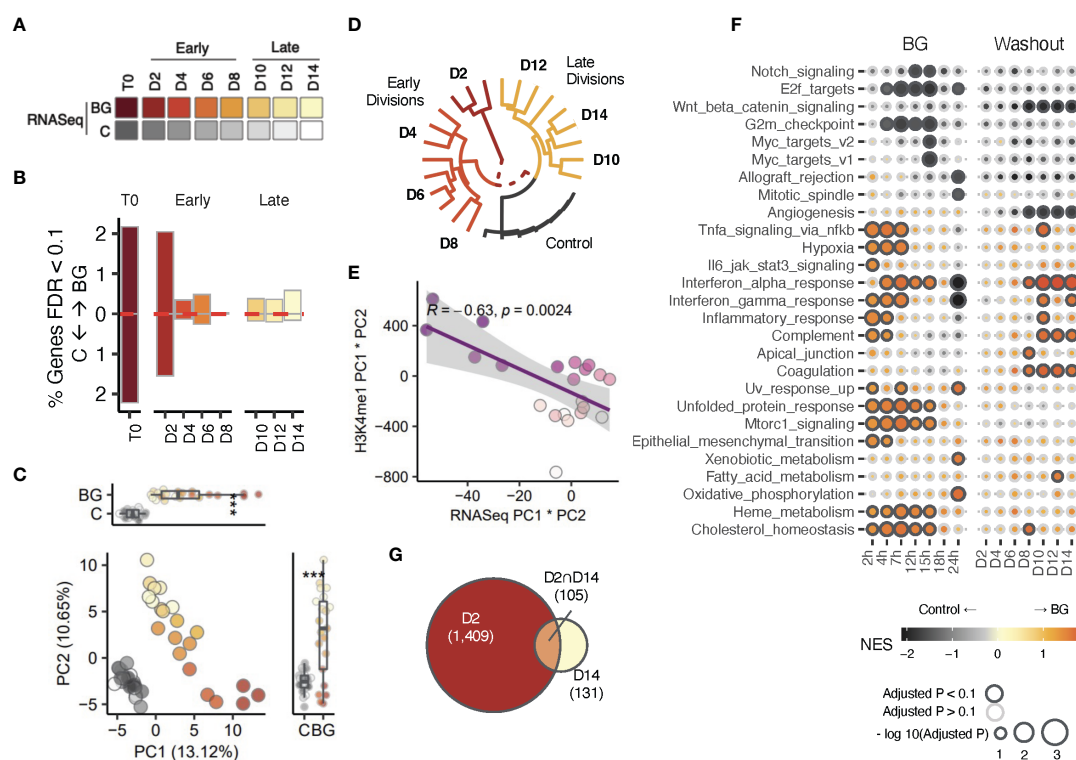 A
Early
Late
T0 D2 D4 D6 D8 D10 D12 D14
RNASeq
BG
C
B
T0 Early Late
% Genes FDR < 0.1
C ← → BG
2
1
0
1
2
T0 D2 D4 D6 D8 D10 D12 D14
C
BG
C
***
PC2 (10.65%)
10
5
0
−5
−5 0 5 10
PC1 (13.12%)
***
CBG
D
Early
Divisions
Late
Divisions
D2
D12
D4
D14
D6
D10
D8
Control
E
R = −0.63, p = 0.0024
H3K4me1 PC1 * PC2
400
0
−400
−800
−40 −20 0
RNASeq PC1 * PC2
G
D2
(1,409)
D2∩D14
(105)
D14
(131)
F
BG Washout
Notch_signaling
E2f_targets
Wnt_beta_catenin_signaling
G2m_checkpoint
Myc_targets_v2
Myc_targets_v1
Allograft_rejection
Mitotic_spindle
Angiogenesis
Tnfa_signaling_via_nfkb
Hypoxia
Il6_jak_stat3_signaling
Interferon_alpha_response
Interferon_gamma_response
Inflammatory_response
Complement
Apical_junction
Coagulation
Uv_response_up
Unfolded_protein_response
Mtorc1_signaling
Epithelial_mesenchymal_transition
Xenobiotic_metabolism
Fatty_acid_metabolism
Oxidative_phosphorylation
Heme_metabolism
Cholesterol_homeostasis
2h 4h 7h 12h 15h 18h 24h D2 D4 D6 D8 D10 D12 D14
Control ← → BG
NES
−2 −1 0 1
Adjusted P < 0.1
Adjusted P > 0.1
- log 10(Adjusted P)
1 2 3